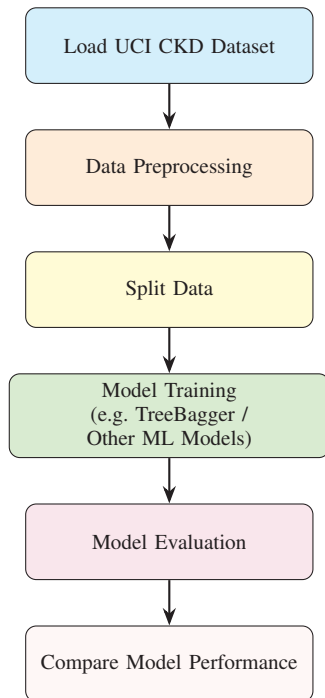 Load UCI CKD Dataset
Data Preprocessing
Split Data
Model Training
(e.g. TreeBagger /
Other ML Models)
Model Evaluation
Compare Model Performance